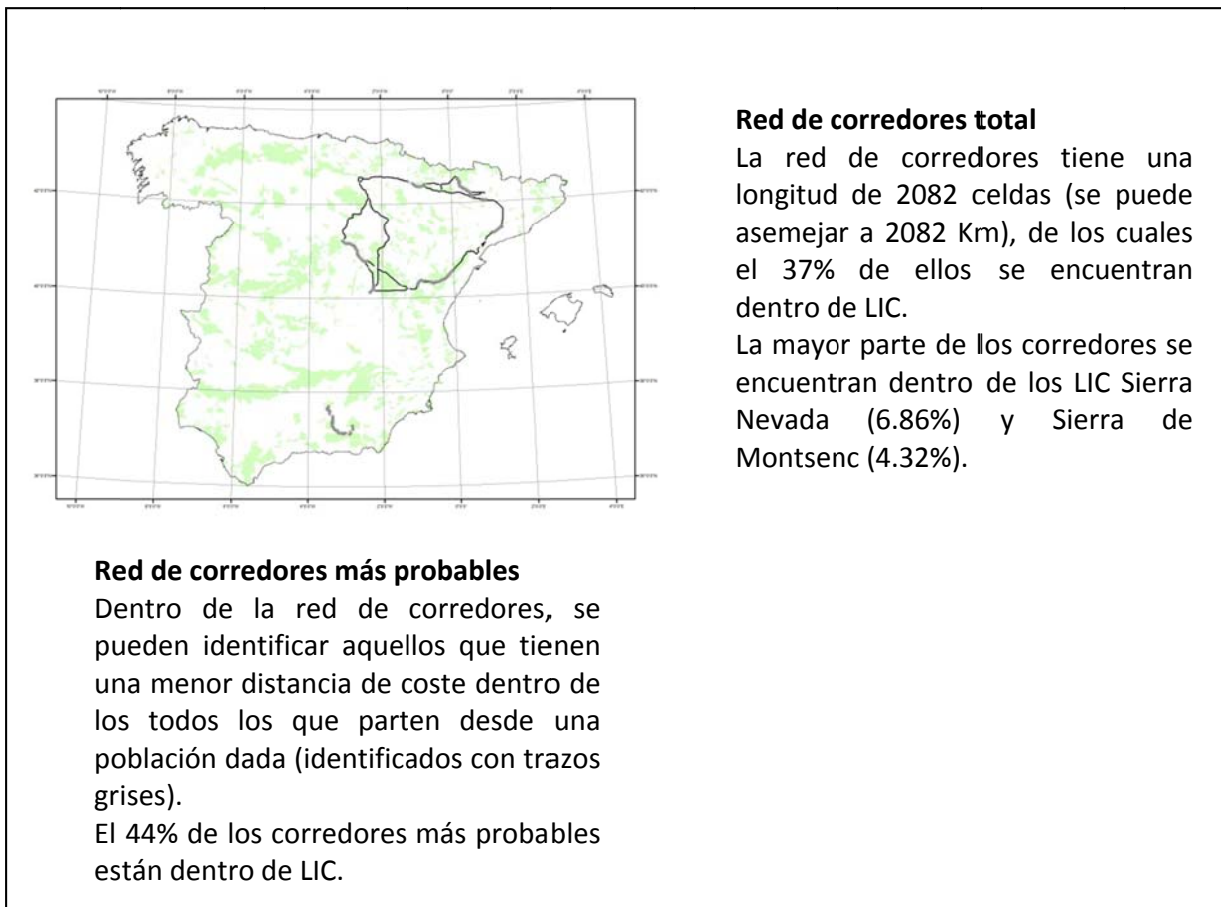 Red de corredores total
La red de corredores tiene una
longitud de 2082 celdas (se puede
asemejar a 2082 Km), de los cuales
el 37% de ellos se encuentran
dentro de LIC.
La mayor parte de los corredores se
encuentran dentro de los LIC Sierra
Nevada (6.86%) y Sierra de
Montsenc (4.32%).
Red de corredores más probables
Dentro de la red de corredores, se
pueden identificar aquellos que tienen
una menor distancia de coste dentro de
los todos los que parten desde una
población dada (identificados con trazos
grises).
El 44% de los corredores más probables
están dentro de LIC.